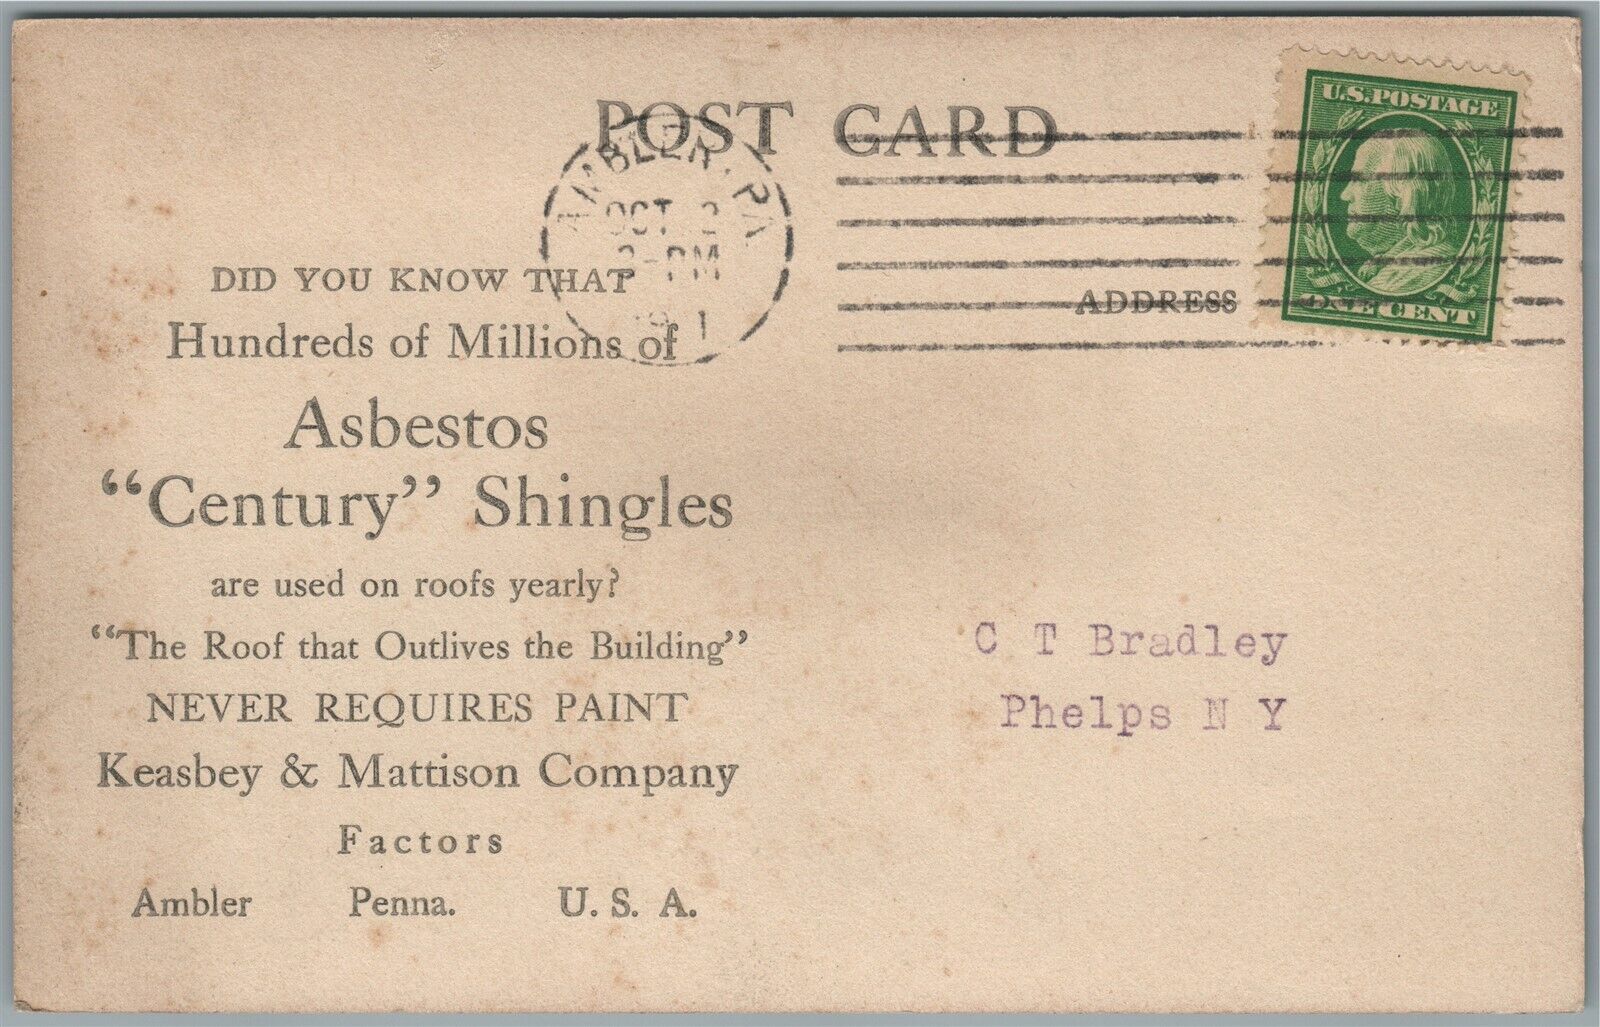 POST CARD
U.S. POSTAGE
ONE CENT
AMBLER, PA
OCT 2
-PM
ADDRESS
DID YOU KNOW THAT
Hundreds of Millions of
Asbestos
“Century” Shingles
are used on roofs yearly?
“The Roof that Outlives the Building”
NEVER REQUIRES PAINT
Keasbey & Mattison Company
Factors
Ambler Penna. U. S. A.
C T Bradley
Phelps N Y